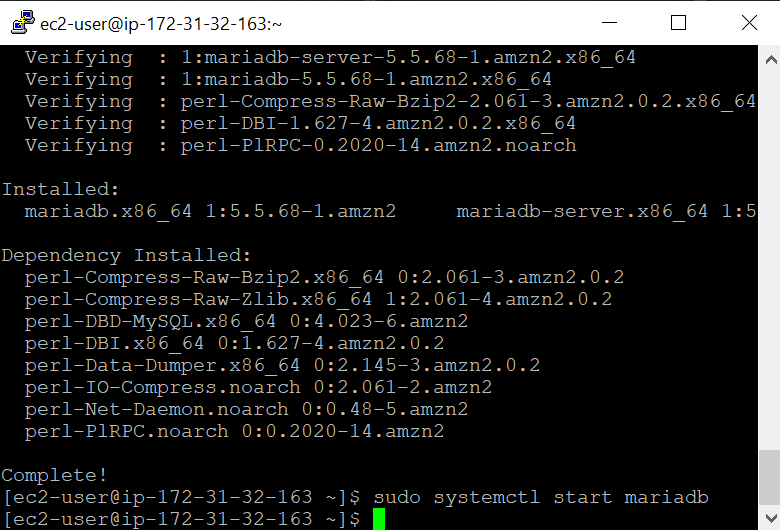 ec2-user@ip-172-31-32-163:~
Verifying  : 1:mariadb-server-5.5.68-1.amzn2.x86_64
Verifying  : 1:mariadb-5.5.68-1.amzn2.x86_64
Verifying  : perl-Compress-Raw-Bzip2-2.061-3.amzn2.0.2.x86_64
Verifying  : perl-DBI-1.627-4.amzn2.0.2.x86_64
Verifying  : perl-PlRPC-0.2020-14.amzn2.noarch
Installed:
mariadb.x86_64 1:5.5.68-1.amzn2     mariadb-server.x86_64 1:5
Dependency Installed:
perl-Compress-Raw-Bzip2.x86_64 0:2.061-3.amzn2.0.2
perl-Compress-Raw-Zlib.x86_64 1:2.061-4.amzn2.0.2
perl-DBD-MySQL.x86_64 0:4.023-6.amzn2
perl-DBI.x86_64 0:1.627-4.amzn2.0.2
perl-Data-Dumper.x86_64 0:2.145-3.amzn2.0.2
perl-IO-Compress.noarch 0:2.061-2.amzn2
perl-Net-Daemon.noarch 0:0.48-5.amzn2
perl-PlRPC.noarch 0:0.2020-14.amzn2
Complete!
[ec2-user@ip-172-31-32-163 ~]$ sudo systemctl start mariadb
[ec2-user@ip-172-31-32-163 ~]$